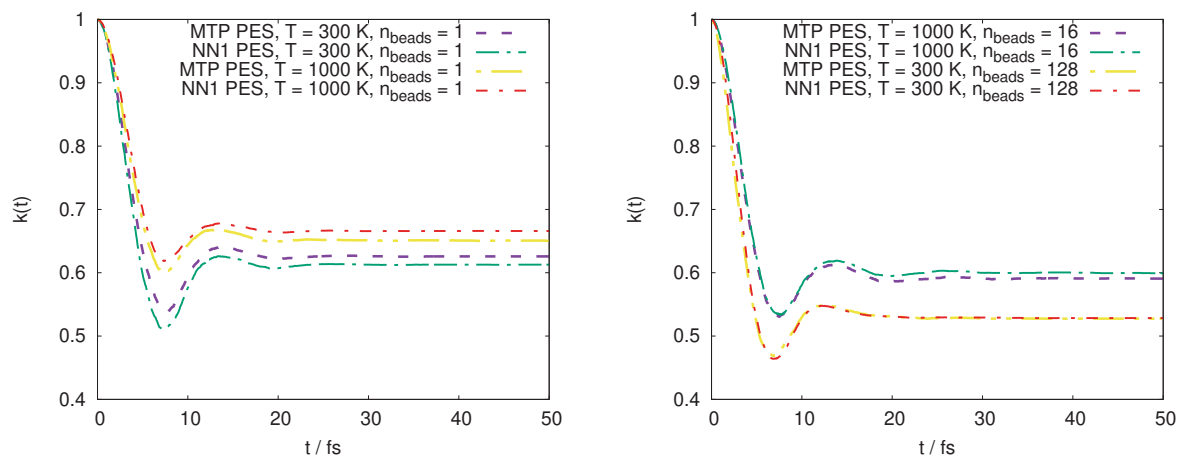 MTP PES, T = 300 K, n_beads = 1
NN1 PES, T = 300 K, n_beads = 1
MTP PES, T = 1000 K, n_beads = 1
NN1 PES, T = 1000 K, n_beads = 1
1
0.9
0.8
0.7
0.6
0.5
0.4
k(t)
0 10 20 30 40 50
t / fs
MTP PES, T = 1000 K, n_beads = 16
NN1 PES, T = 1000 K, n_beads = 16
MTP PES, T = 300 K, n_beads = 128
NN1 PES, T = 300 K, n_beads = 128
1
0.9
0.8
0.7
0.6
0.5
0.4
k(t)
0 10 20 30 40 50
t / fs